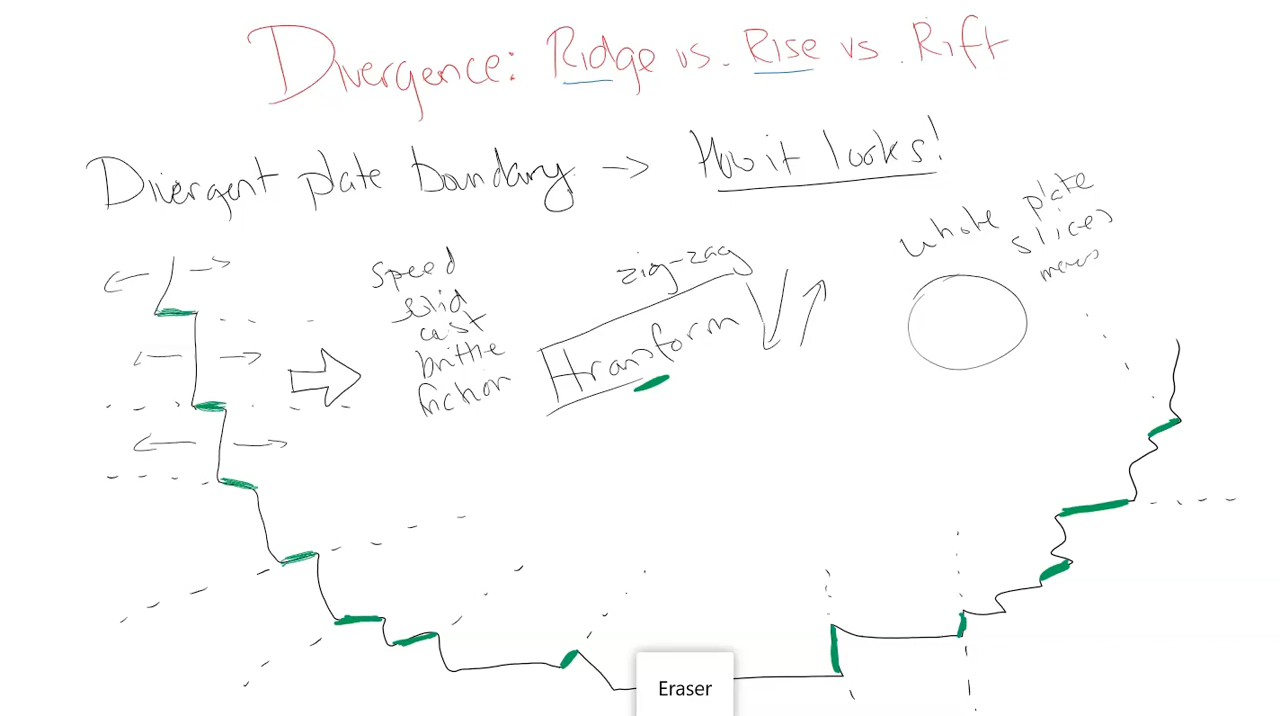 Divergence: Ridge vs. Rise vs. Rift
Divergent plate boundary → How it looks!
whole plate
slices
moves
speed
slid
cast
brittle
friction
zig-zag
transform
Eraser